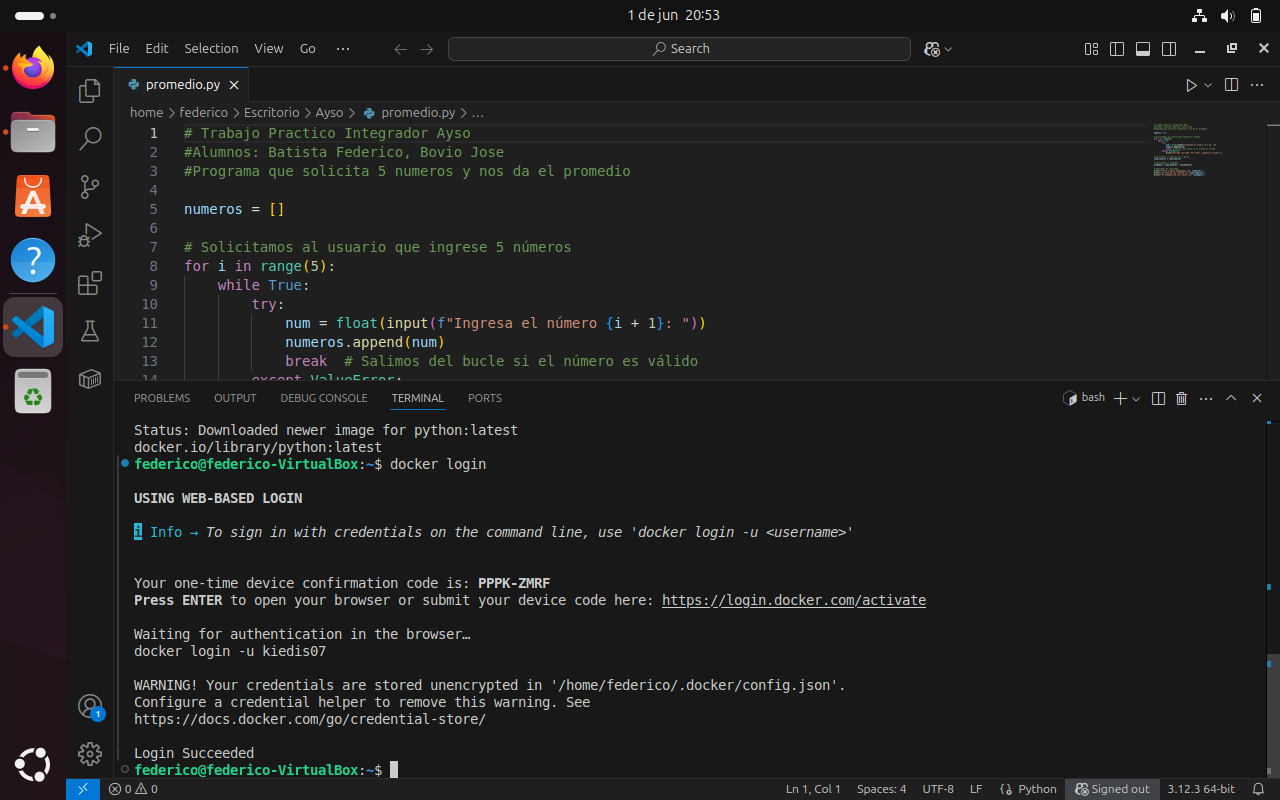 1 de jun 20:53
File Edit Selection View Go ··· Search
promedio.py
home > federico > Escritorio > Ayso > promedio.py > ...
1 # Trabajo Practico Integrador Ayso
2 #Alumnos: Batista Federico, Bovio Jose
3 #Programa que solicita 5 numeros y nos da el promedio
4
5 numeros = []
6
7 # Solicitamos al usuario que ingrese 5 números
8 for i in range(5):
9 while True:
10 try:
11 num = float(input(f"Ingresa el número {i + 1}: "))
12 numeros.append(num)
13 break # Salimos del bucle si el número es válido
14 except ValueError:
PROBLEMS OUTPUT DEBUG CONSOLE TERMINAL PORTS bash
Status: Downloaded newer image for python:latest
docker.io/library/python:latest
federico@federico-VirtualBox:~$ docker login
USING WEB-BASED LOGIN
i Info → To sign in with credentials on the command line, use 'docker login -u <username>'
Your one-time device confirmation code is: PPPK-ZMRF
Press ENTER to open your browser or submit your device code here: https://login.docker.com/activate
Waiting for authentication in the browser…
docker login -u kiedis07
WARNING! Your credentials are stored unencrypted in '/home/federico/.docker/config.json'.
Configure a credential helper to remove this warning. See
https://docs.docker.com/go/credential-store/
Login Succeeded
federico@federico-VirtualBox:~$
1
0 0 Ln 1, Col 1 Spaces: 4 UTF-8 LF {} Python Signed out 3.12.3 64-bit